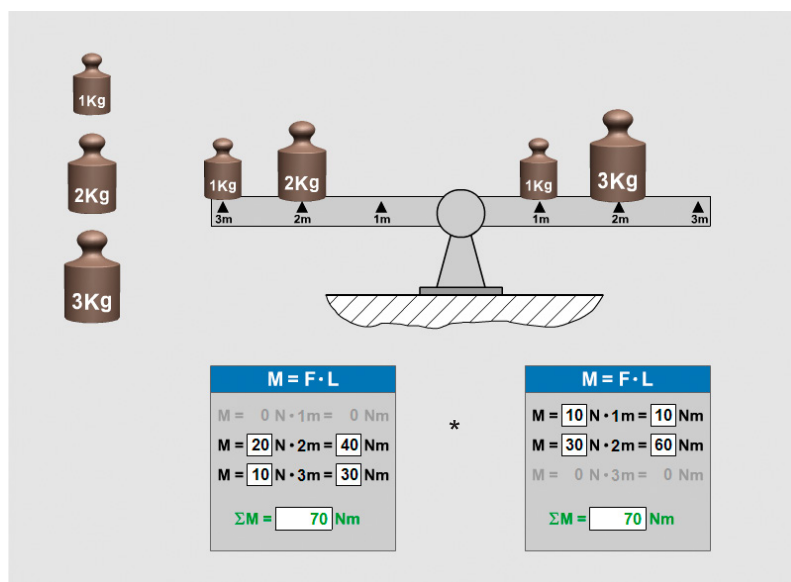 1Kg
2Kg
3Kg
1Kg 2Kg 1Kg 3Kg
3m 2m 1m 1m 2m 3m
M = F · L
M = 0 N · 1m = 0 Nm
M = 20 N · 2m = 40 Nm
M = 10 N · 3m = 30 Nm
ΣM = 70 Nm
*
M = F · L
M = 10 N · 1m = 10 Nm
M = 30 N · 2m = 60 Nm
M = 0 N · 3m = 0 Nm
ΣM = 70 Nm